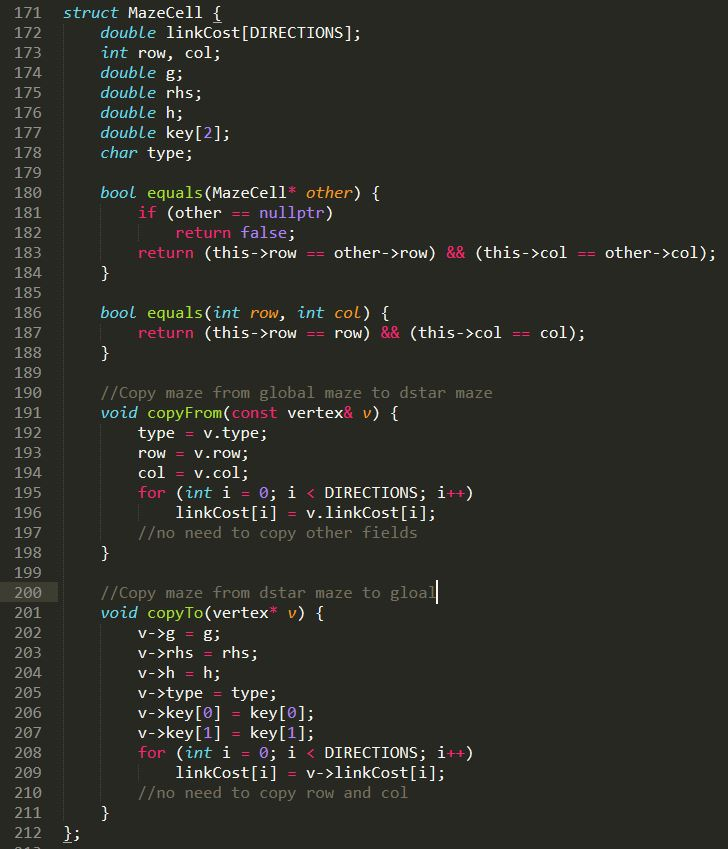 171 struct MazeCell {
172     double linkCost[DIRECTIONS];
173     int row, col;
174     double g;
175     double rhs;
176     double h;
177     double key[2];
178     char type;
179
180     bool equals(MazeCell* other) {
181         if (other == nullptr)
182             return false;
183         return (this->row == other->row) && (this->col == other->col);
184     }
185
186     bool equals(int row, int col) {
187         return (this->row == row) && (this->col == col);
188     }
189
190     //Copy maze from global maze to dstar maze
191     void copyFrom(const vertex& v) {
192         type = v.type;
193         row = v.row;
194         col = v.col;
195         for (int i = 0; i < DIRECTIONS; i++)
196             linkCost[i] = v.linkCost[i];
197         //no need to copy other fields
198     }
199
200     //Copy maze from dstar maze to gloal
201     void copyTo(vertex* v) {
202         v->g = g;
203         v->rhs = rhs;
204         v->h = h;
205         v->type = type;
206         v->key[0] = key[0];
207         v->key[1] = key[1];
208         for (int i = 0; i < DIRECTIONS; i++)
209             linkCost[i] = v->linkCost[i];
210         //no need to copy row and col
211     }
212 };